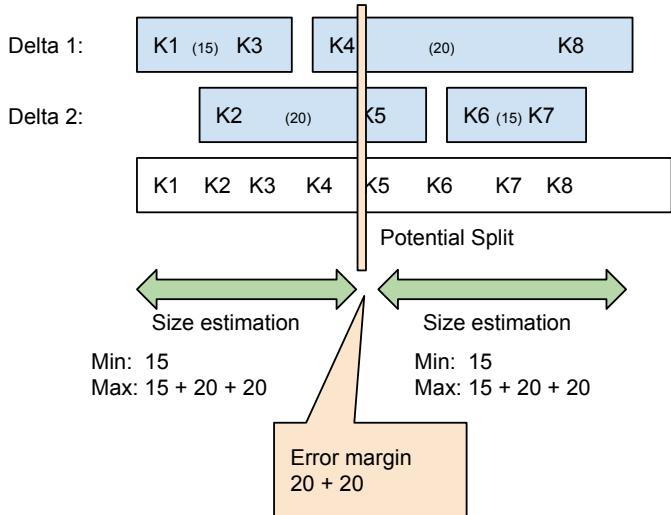 Delta 1: K1 (15) K3 K4 (20) K8
Delta 2: K2 (20) K5 K6 (15) K7
K1 K2 K3 K4 K5 K6 K7 K8
Potential Split
Size estimation Size estimation
Min: 15 Min: 15
Max: 15 + 20 + 20 Max: 15 + 20 + 20
Error margin
20 + 20